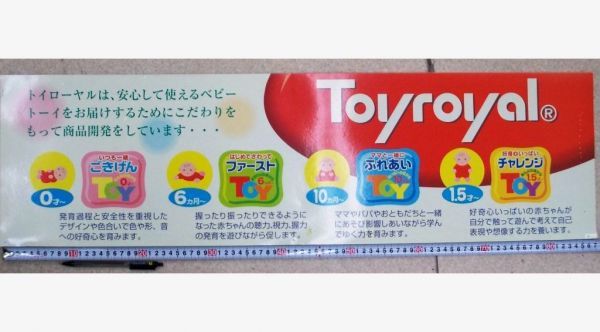 トイローヤルは、安心して使えるベビー
トーイをお届けするためにこだわりを
もって商品開発をしています・・・
Toyroyal®
0才〜
いつも一緒
ごきげん
0才
TOY
発育過程と安全性を重視した
デザインや色合いで色や形、音
への好奇心を育みます。
6ヵ月〜
はじめてさわって
ファースト
6ヵ月
TOY
握ったり振ったりできるように
なった赤ちゃんの聴力、視力、握力
の発育を遊びながら促します。
10ヵ月〜
ママと一緒に
ふれあい
TOY
ママやパパやおともだちと一緒
にあそび影響しあいながら学ん
でゆく力を育みます。
1.5才〜
好奇心いっぱい
チャレンジ
1.5才
TOY
好奇心いっぱいの赤ちゃんが
自分で触って遊んで考えて自己
表現や想像する力を養います。